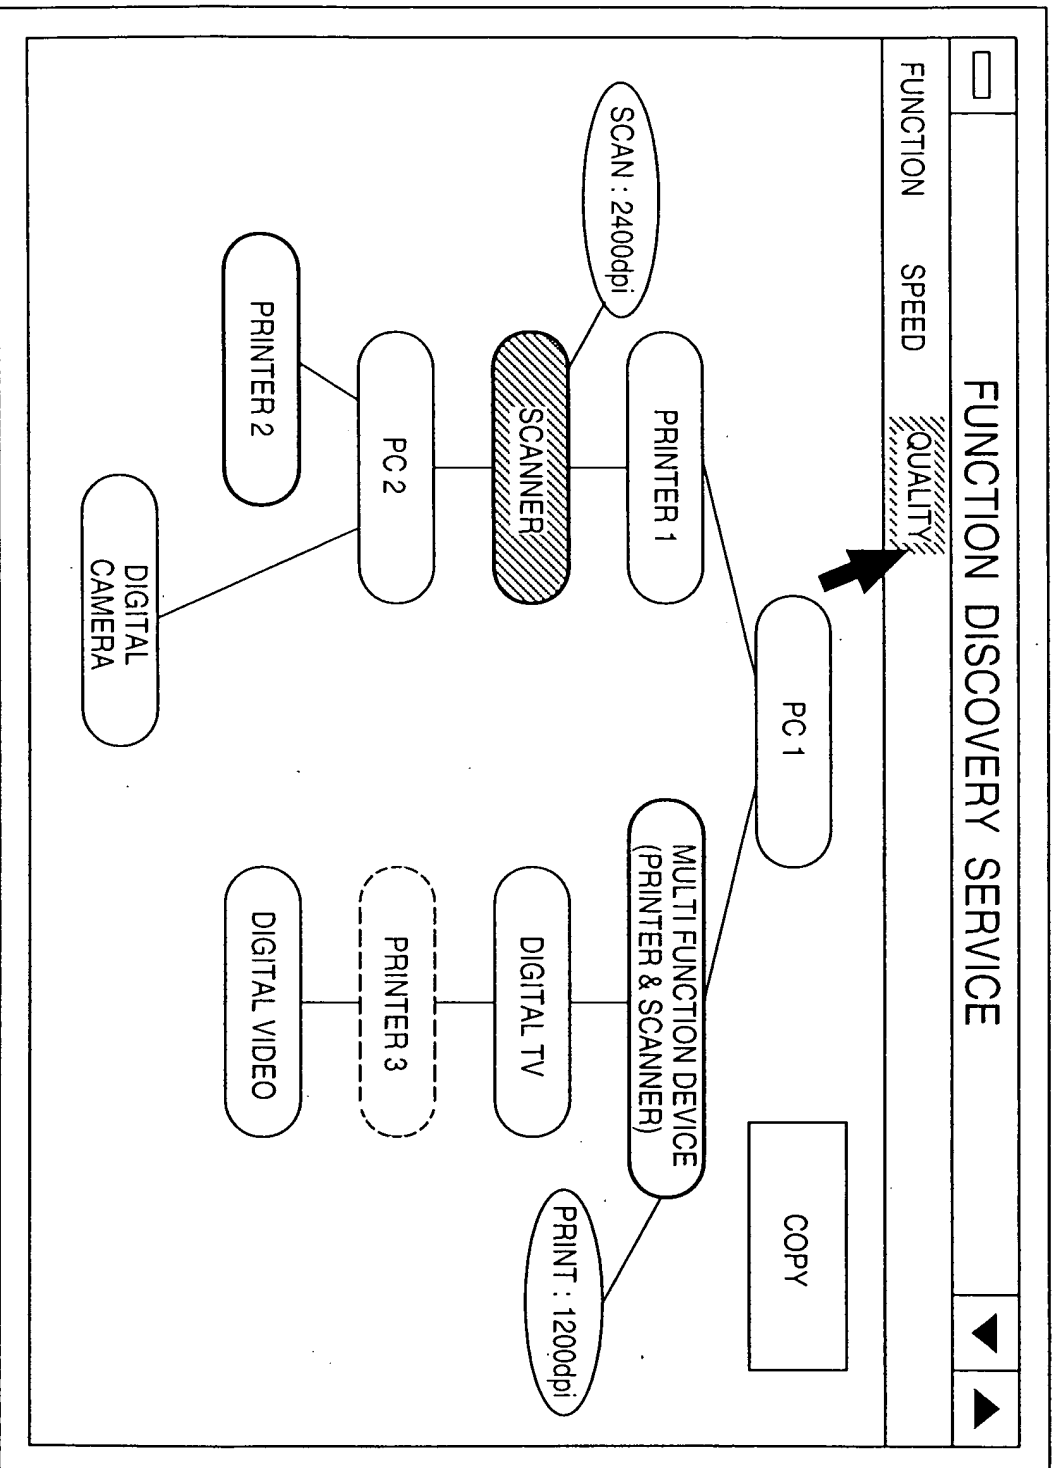 FUNCTION DISCOVERY SERVICE
FUNCTION SPEED QUALITY
PC 1
COPY
PRINTER 1
MULTI FUNCTION DEVICE
(PRINTER & SCANNER)
SCAN : 2400dpi
SCANNER
DIGITAL TV
PRINT : 1200dpi
PC 2
PRINTER 3
PRINTER 2
DIGITAL VIDEO
DIGITAL
CAMERA